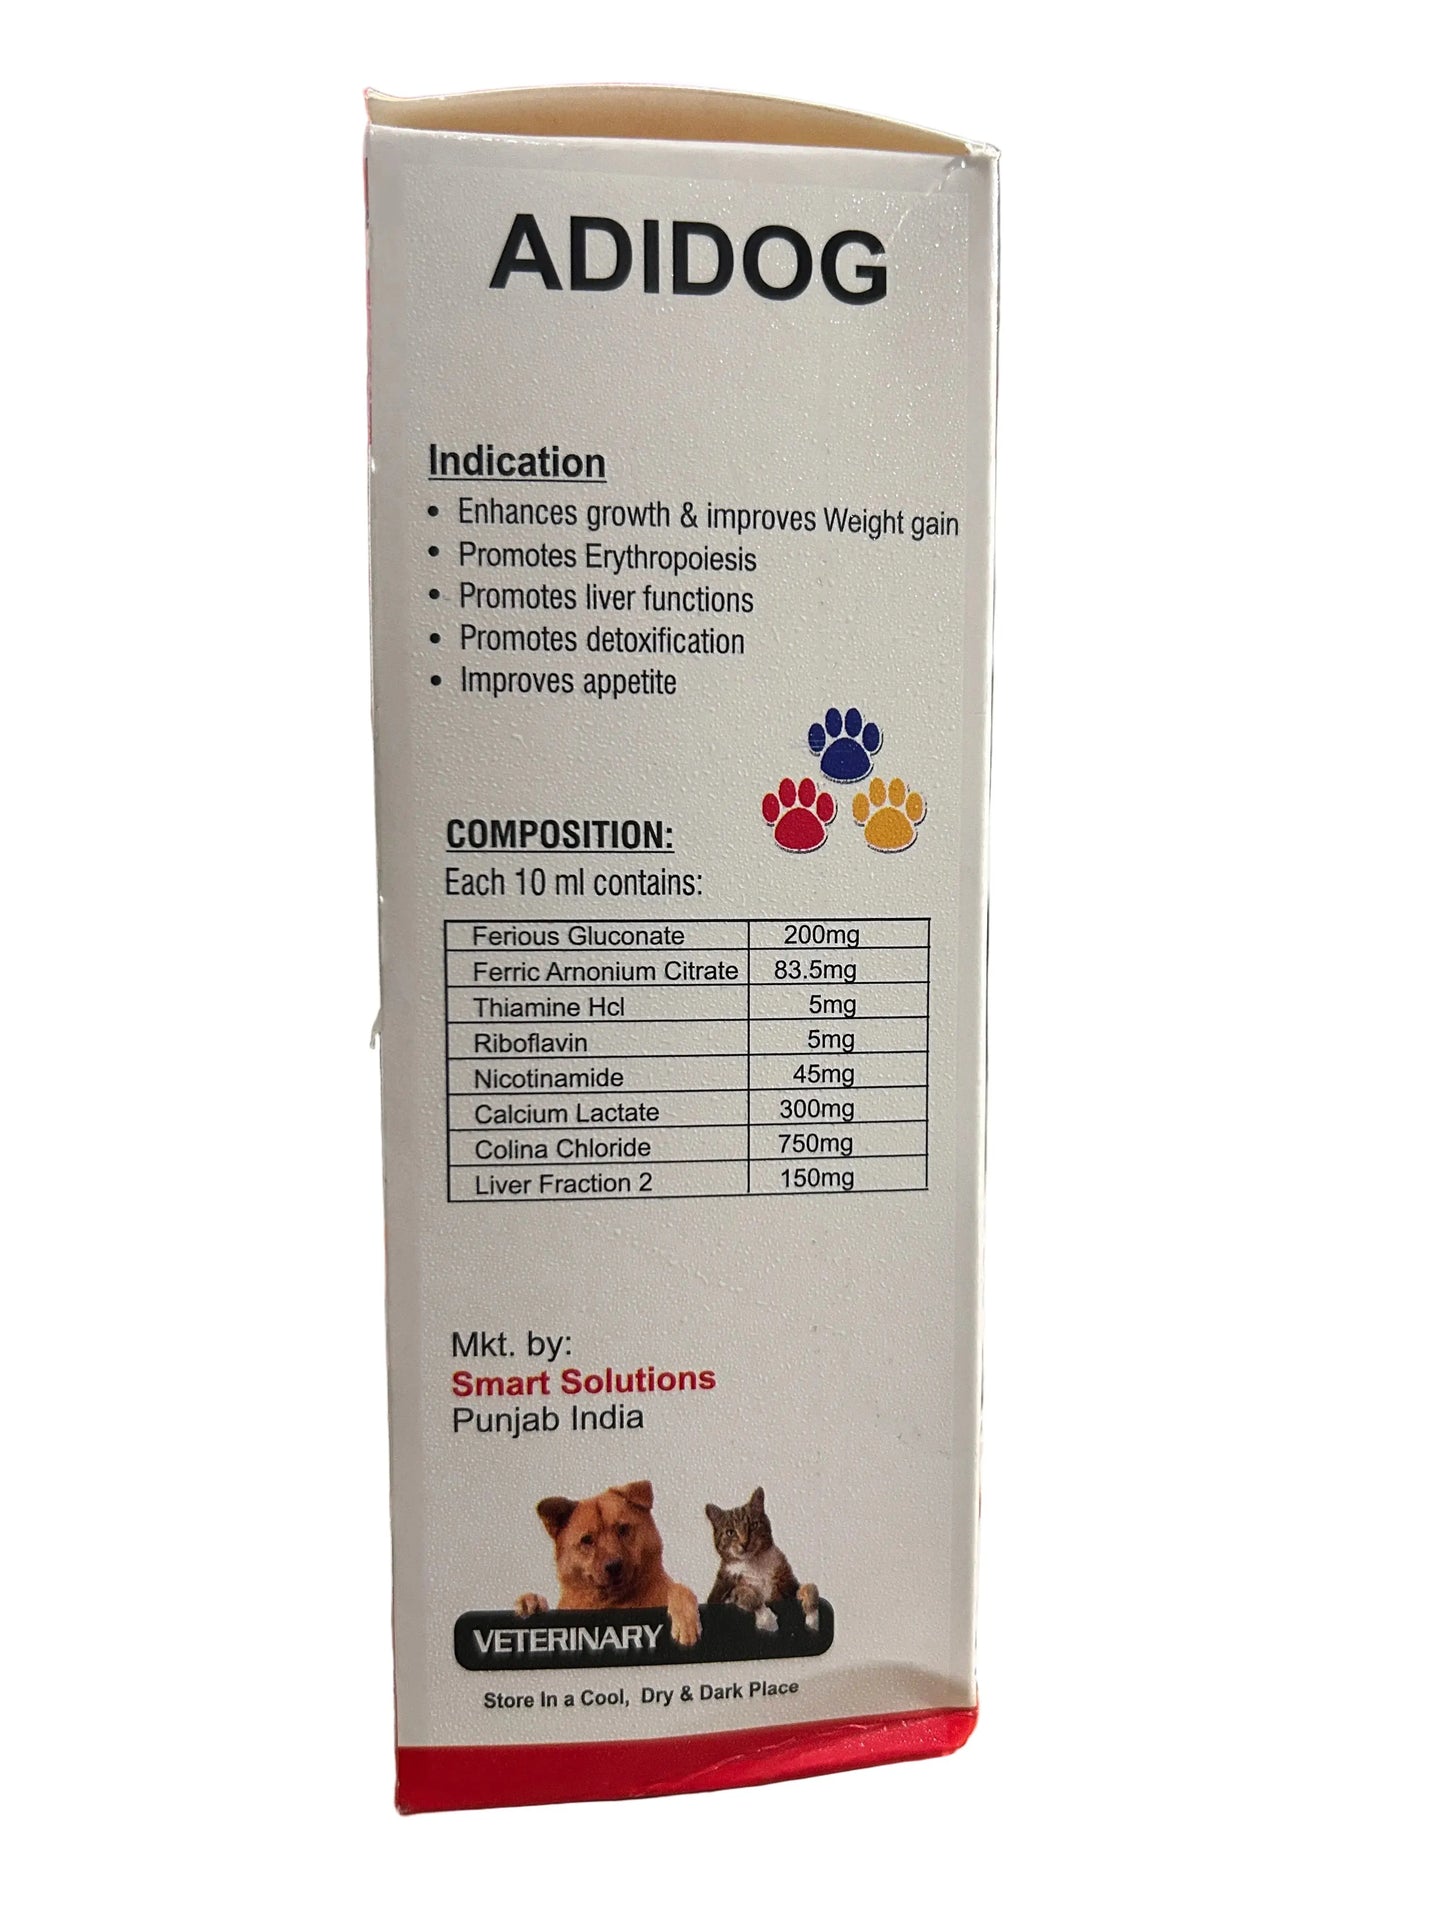 ADIDOG
Indication
• Enhances growth & improves Weight gain
• Promotes Erythropoiesis
• Promotes liver functions
• Promotes detoxification
• Improves appetite
COMPOSITION:
Each 10 ml contains:
Ferious Gluconate 200mg
Ferric Arnonium Citrate 83.5mg
Thiamine Hcl 5mg
Riboflavin 5mg
Nicotinamide 45mg
Calcium Lactate 300mg
Colina Chloride 750mg
Liver Fraction 2 150mg
Mkt. by:
Smart Solutions
Punjab India
VETERINARY
Store In a Cool, Dry & Dark Place